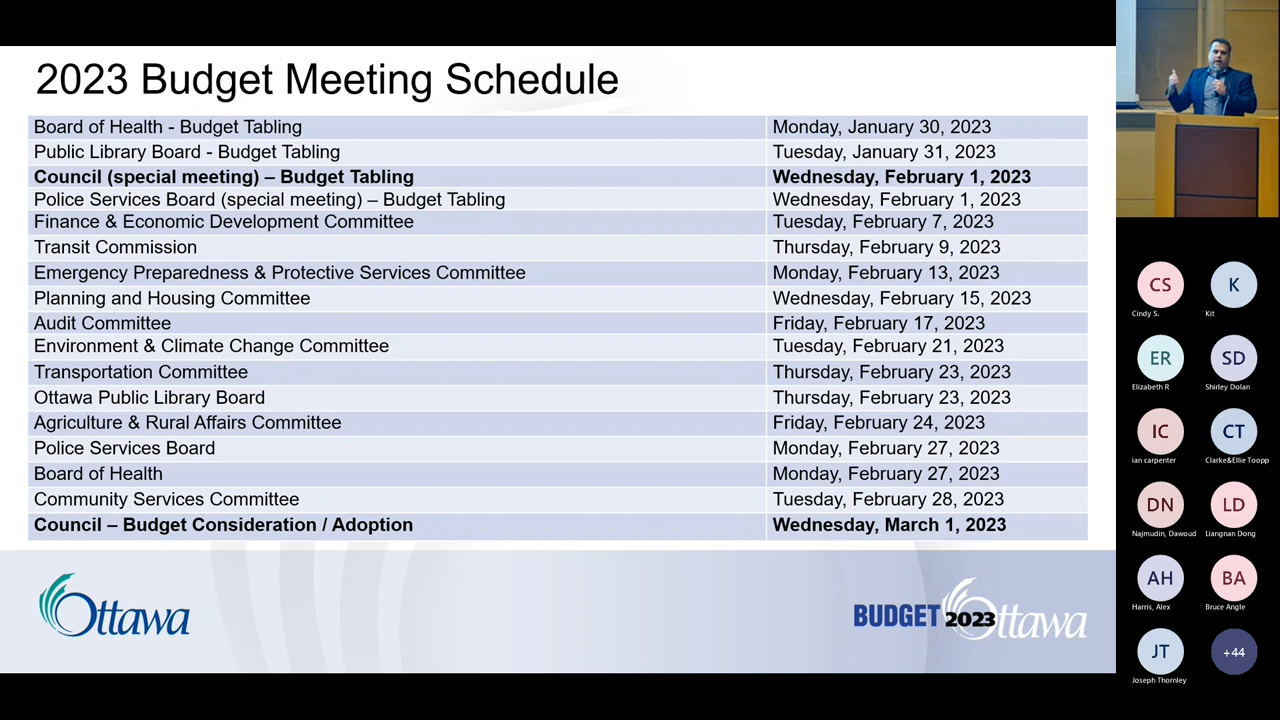 2023 Budget Meeting Schedule
Board of Health - Budget Tabling Monday, January 30, 2023
Public Library Board - Budget Tabling Tuesday, January 31, 2023
Council (special meeting) – Budget Tabling Wednesday, February 1, 2023
Police Services Board (special meeting) – Budget Tabling Wednesday, February 1, 2023
Finance & Economic Development Committee Tuesday, February 7, 2023
Transit Commission Thursday, February 9, 2023
Emergency Preparedness & Protective Services Committee Monday, February 13, 2023
Planning and Housing Committee Wednesday, February 15, 2023
Audit Committee Friday, February 17, 2023
Environment & Climate Change Committee Tuesday, February 21, 2023
Transportation Committee Thursday, February 23, 2023
Ottawa Public Library Board Thursday, February 23, 2023
Agriculture & Rural Affairs Committee Friday, February 24, 2023
Police Services Board Monday, February 27, 2023
Board of Health Monday, February 27, 2023
Community Services Committee Tuesday, February 28, 2023
Council – Budget Consideration / Adoption Wednesday, March 1, 2023
Ottawa
BUDGET 2023 Ottawa
CS K
Cindy S. Kit
ER SD
Elizabeth R Shirley Dolan
IC CT
ian carpenter Clarke&Ellie Toopp
DN LD
Najmudin, Dawoud Liangnan Dong
AH BA
Harris, Alex Bruce Angle
JT +44
Joseph Thornley